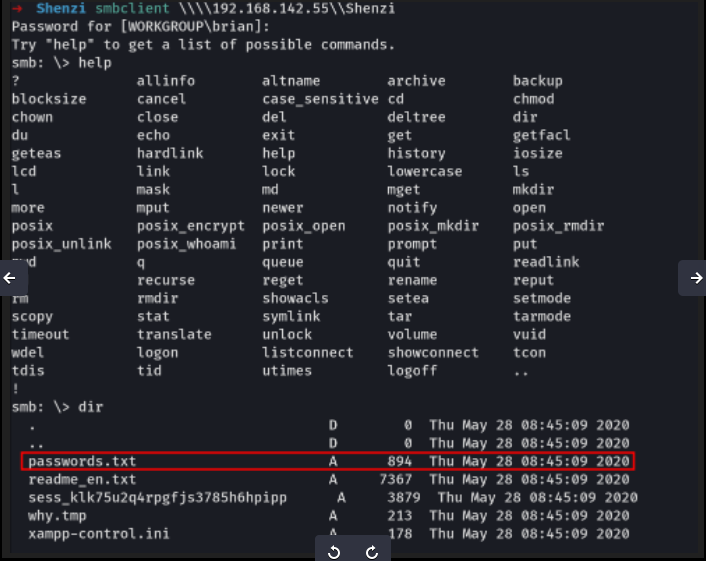 → Shenzi smbclient \\\\192.168.142.55\\Shenzi
Password for [WORKGROUP\brian]:
Try "help" to get a list of possible commands.
smb: \> help
? allinfo altname archive backup
blocksize cancel case_sensitive cd chmod
chown close del deltree dir
du echo exit get getfacl
geteas hardlink help history iosize
lcd link lock lowercase ls
l mask md mget mkdir
more mput newer notify open
posix posix_encrypt posix_open posix_mkdir posix_rmdir
posix_unlink posix_whoami print prompt put
q queue quit readlink
recurse reget rename reput
rm rmdir showacls setea setmode
scopy stat symlink tar tarmode
timeout translate unlock volume vuid
wdel logon listconnect showconnect tcon
tdis tid utimes logoff ..
!
smb: \> dir
. D 0 Thu May 28 08:45:09 2020
.. D 0 Thu May 28 08:45:09 2020
passwords.txt A 894 Thu May 28 08:45:09 2020
readme_en.txt A 7367 Thu May 28 08:45:09 2020
sess_klk75u2q4rpgfjs3785h6hpipp A 3879 Thu May 28 08:45:09 2020
why.tmp A 213 Thu May 28 08:45:09 2020
xampp-control.ini A 178 Thu May 28 08:45:09 2020